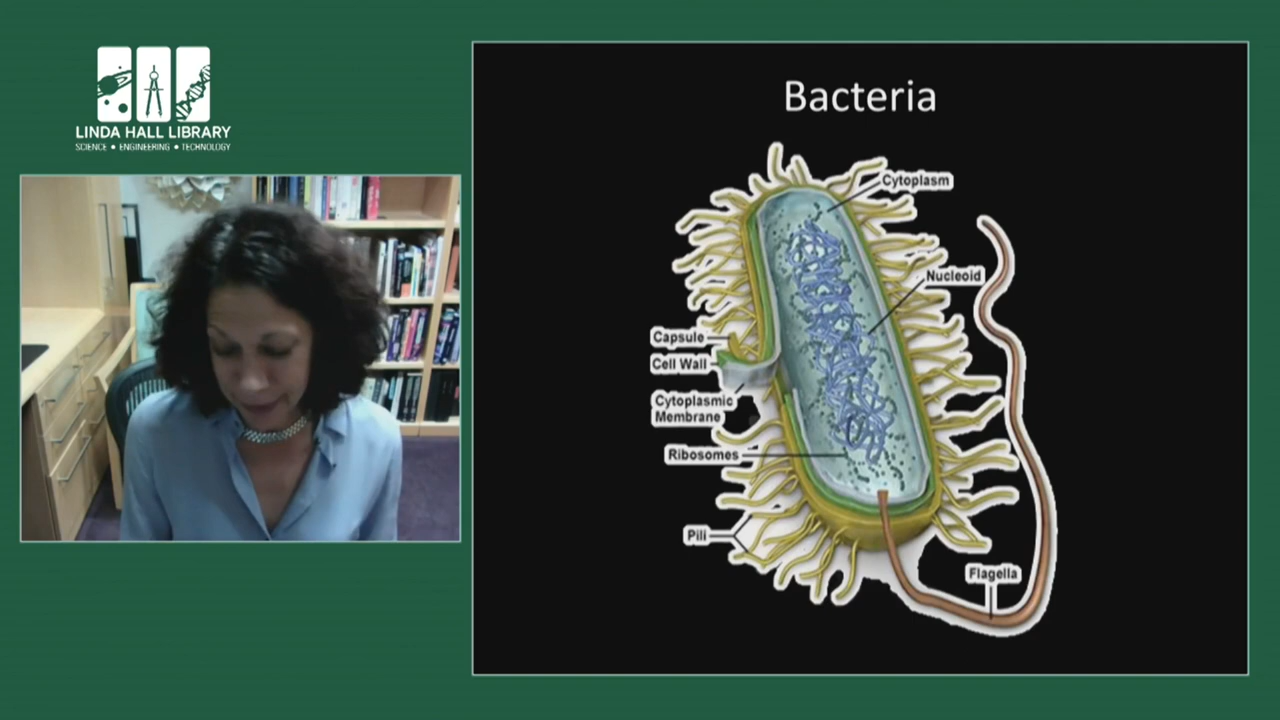 LINDA HALL LIBRARY
SCIENCE ● ENGINEERING ● TECHNOLOGY
Bacteria
Cytoplasm
Nucleoid
Capsule
Cell Wall
Cytoplasmic
Membrane
Ribosomes
Pili
Flagella